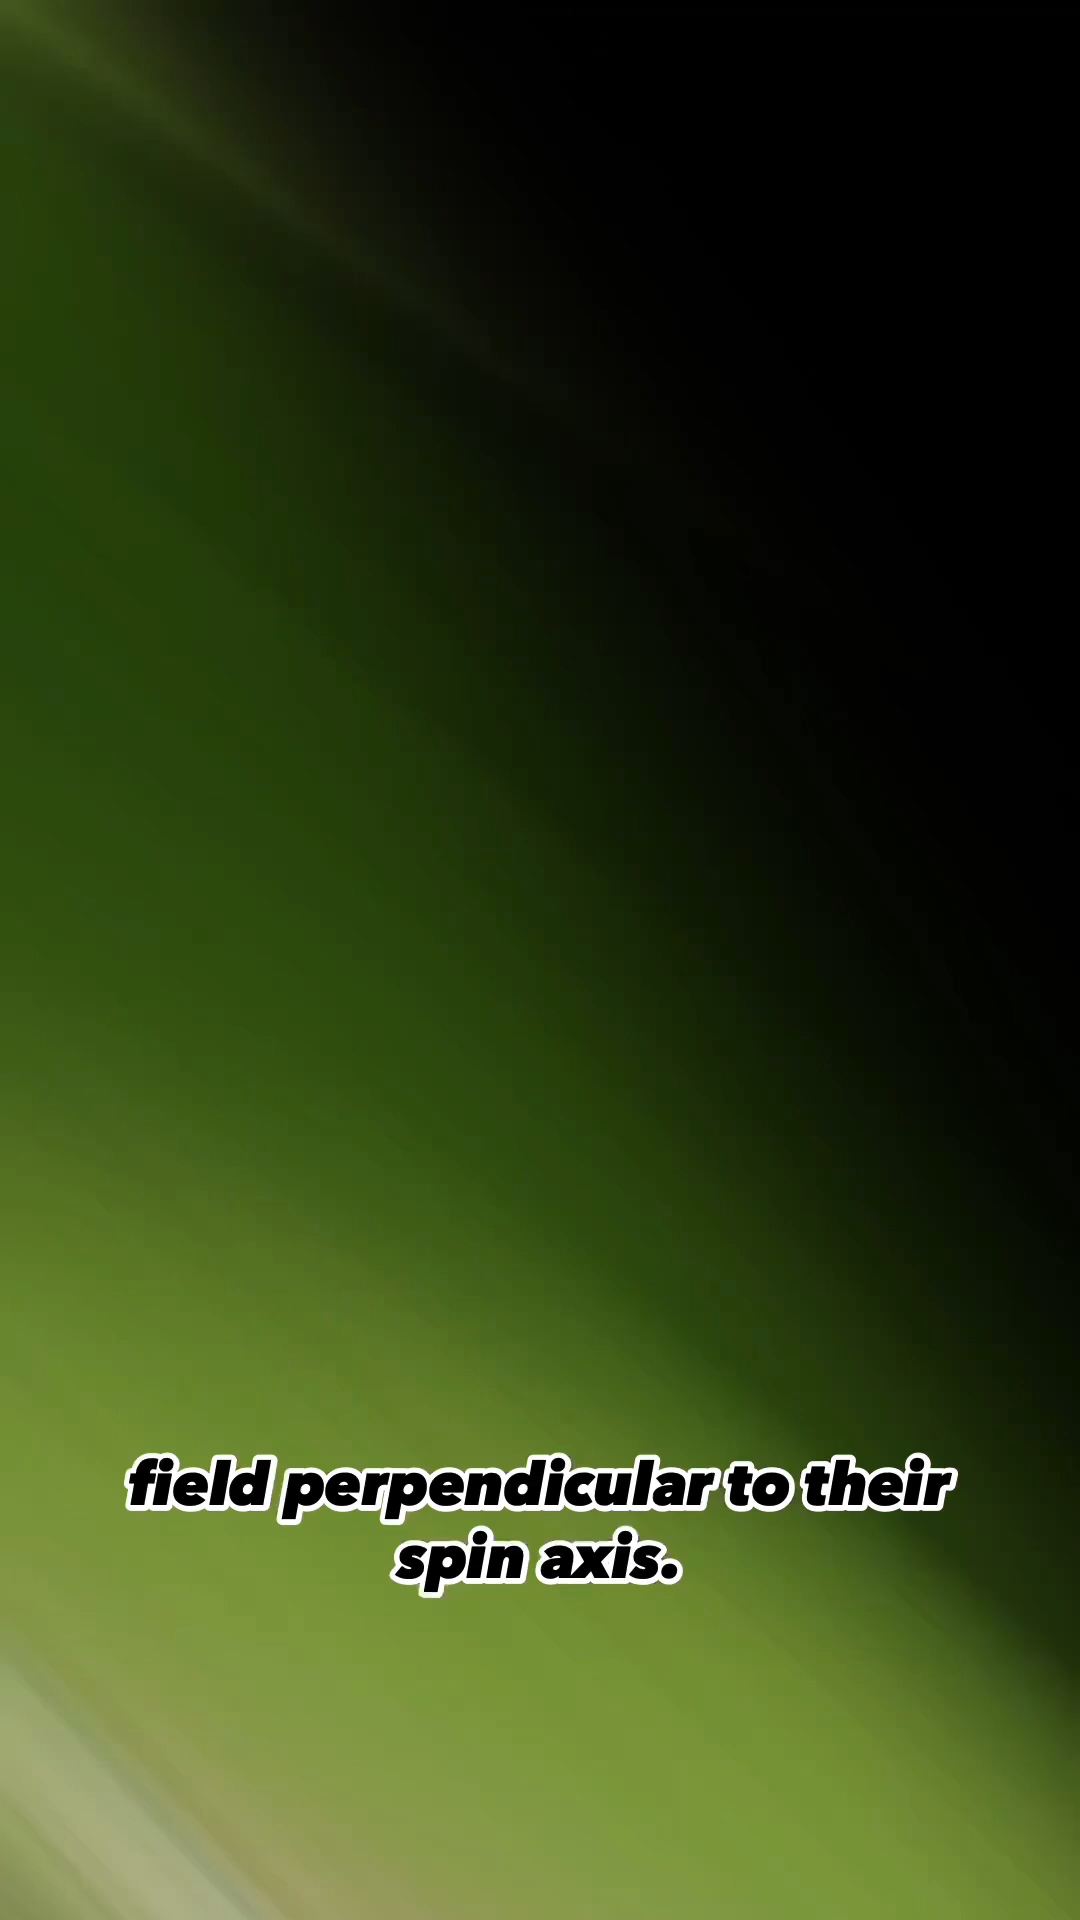 field perpendicular to their
spin axis.